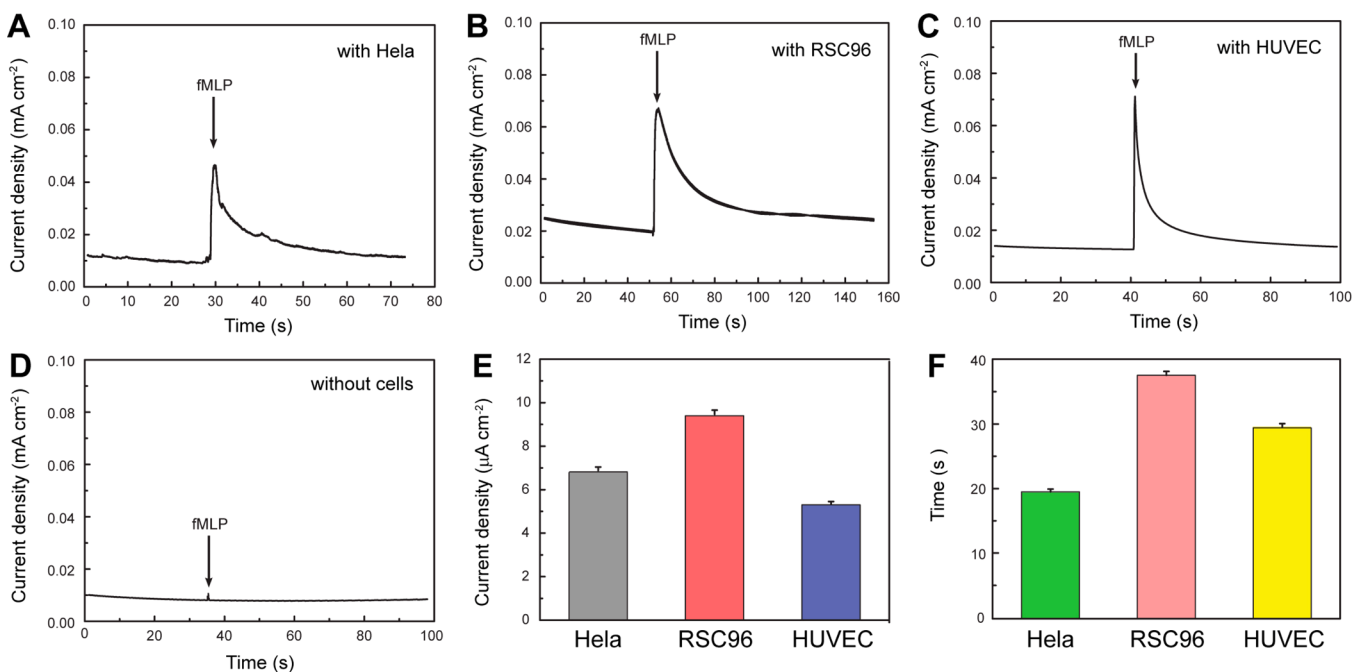 A
with Hela
fMLP
Current density (mA cm-2)
0.10
0.08
0.06
0.04
0.02
0.00
0 10 20 30 40 50 60 70 80
Time (s)
B
with RSC96
fMLP
Current density (mA cm-2)
0.10
0.08
0.06
0.04
0.02
0.00
0 20 40 60 80 100 120 140 160
Time (s)
C
with HUVEC
fMLP
Current density (mA cm-2)
0.10
0.08
0.06
0.04
0.02
0.00
0 20 40 60 80 100
Time (s)
D
without cells
fMLP
Current density (mA cm-2)
0.10
0.08
0.06
0.04
0.02
0.00
0 20 40 60 80 100
Time (s)
E
Current density (μA cm-2)
12
10
8
6
4
2
0
Hela RSC96 HUVEC
F
Time (s )
40
30
20
10
0
Hela RSC96 HUVEC